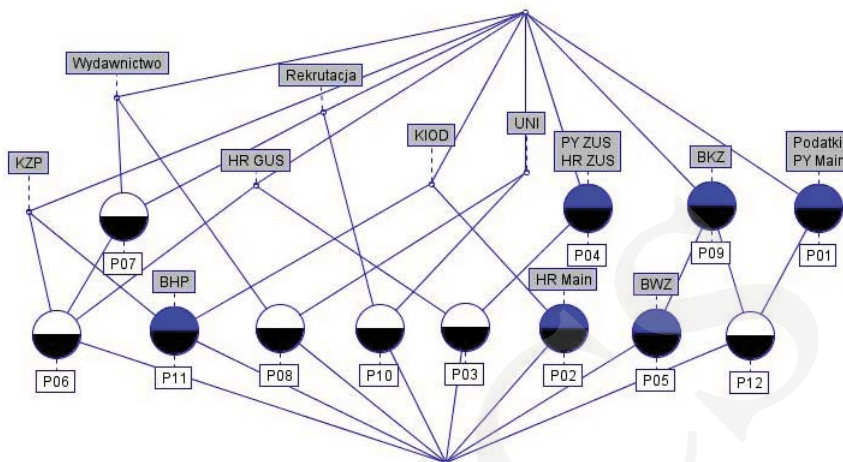 Wydawnictwo
Rekrutacja
KZP
HR GUS
KIOD
UNI
PY ZUS
HR ZUS
BKZ
Podatki
PY Main
P07
P04
P09
P01
BHP
HR Main
BWZ
P06
P11
P08
P10
P03
P02
P05
P12